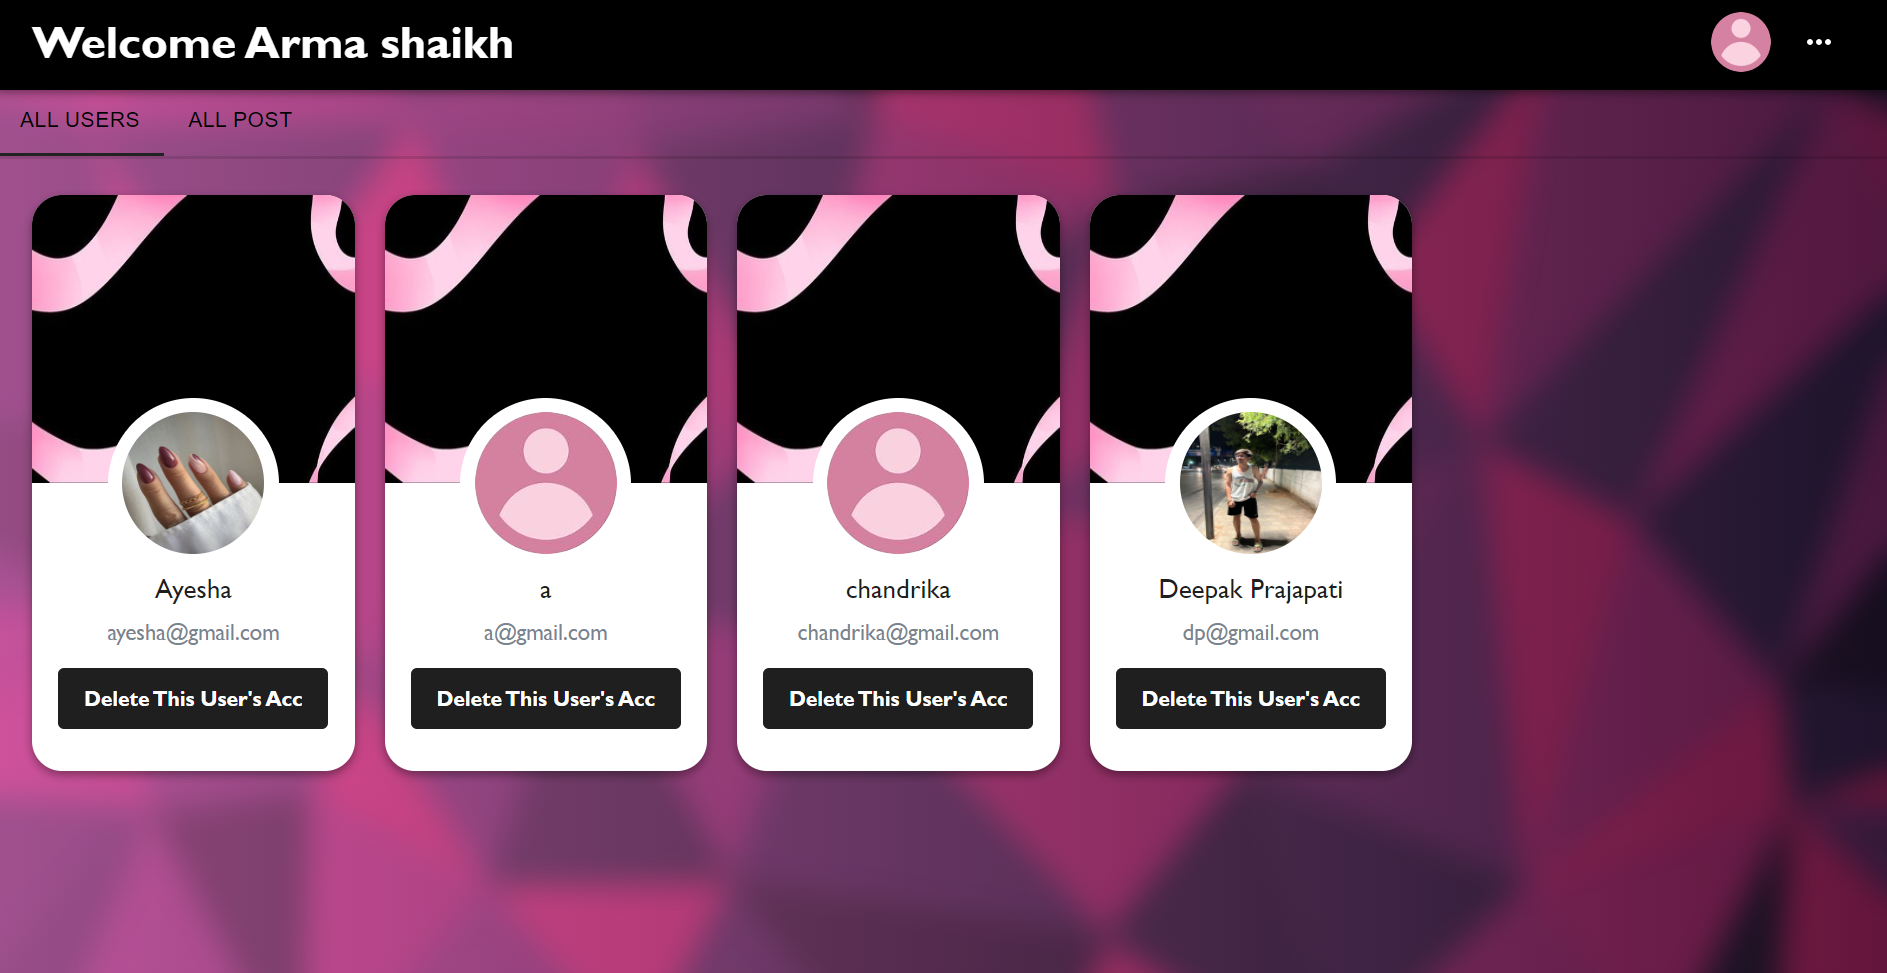 Welcome Arma shaikh
ALL USERS ALL POST
Ayesha
ayesha@gmail.com
Delete This User's Acc
a
a@gmail.com
Delete This User's Acc
chandrika
chandrika@gmail.com
Delete This User's Acc
Deepak Prajapati
dp@gmail.com
Delete This User's Acc